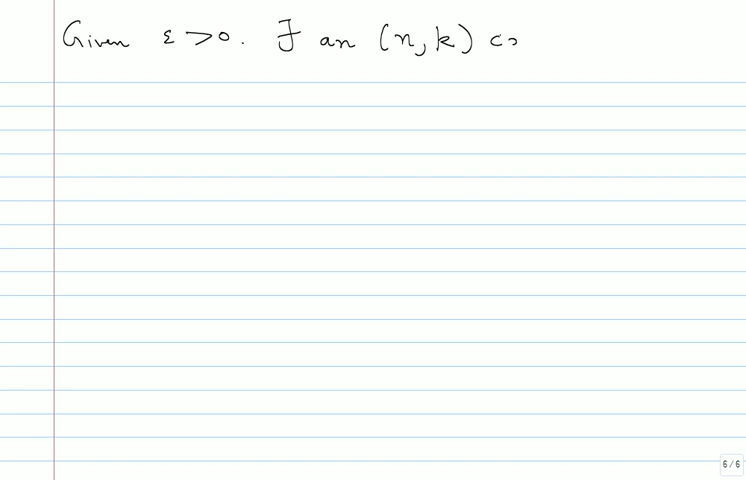 Given ε > 0. ∃ an (n, k) co
6 / 6